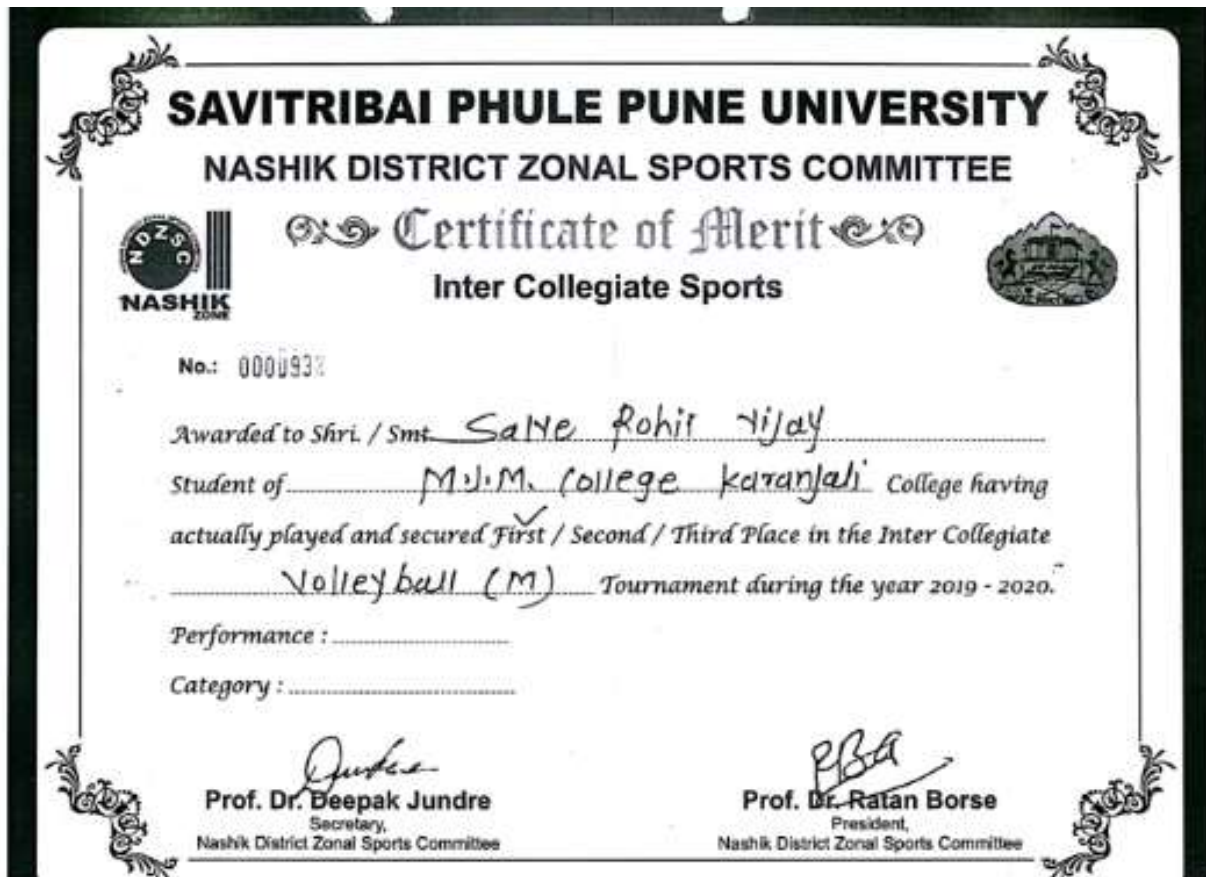 SAVITRIBAI PHULE PUNE UNIVERSITY
NASHIK DISTRICT ZONAL SPORTS COMMITTEE
NDZSC
NASHIK
ZONE
Certificate of Merit
Inter Collegiate Sports
No.:
Awarded to Shri. / Smt. Salve Rohit Vijay
Student of M.J.M. College Karanjali College having
actually played and secured First / Second / Third Place in the Inter Collegiate
Volleyball (M) Tournament during the year 2019 - 2020.
Performance :
Category :
Prof. Dr. Deepak Jundre
Secretary,
Nashik District Zonal Sports Committee
Prof. Dr. Ratan Borse
President,
Nashik District Zonal Sports Committee